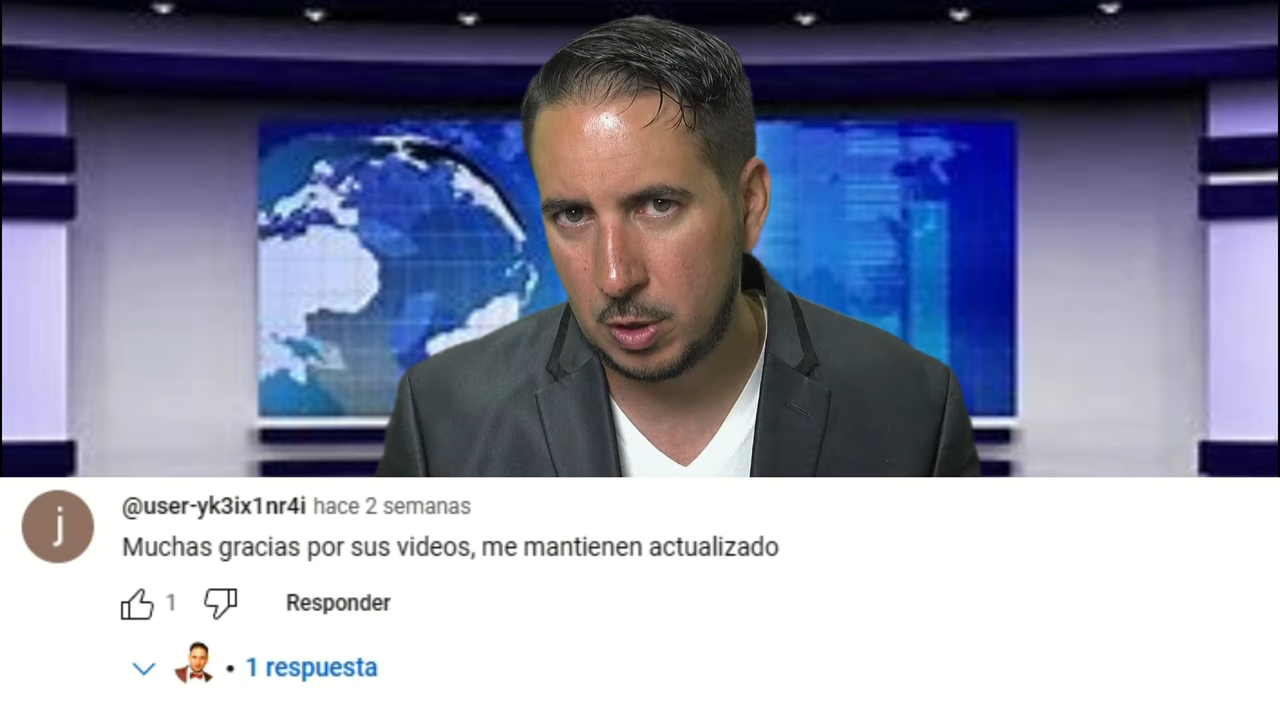 j
@user-yk3ix1nr4i hace 2 semanas
Muchas gracias por sus videos, me mantienen actualizado
1 Responder
• 1 respuesta